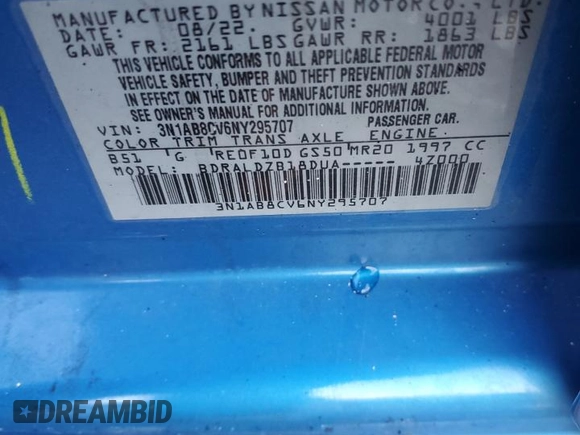 MANUFACTURED BY NISSAN MOTOR CO., LTD.
DATE: 08/22 GVWR: 4001 LBS
GAWR FR: 2161 LBS GAWR RR: 1863 LBS
THIS VEHICLE CONFORMS TO ALL APPLICABLE FEDERAL MOTOR
VEHICLE SAFETY, BUMPER AND THEFT PREVENTION STANDARDS
IN EFFECT ON THE DATE OF MANUFACTURE SHOWN ABOVE.
SEE OWNER'S MANUAL FOR ADDITIONAL INFORMATION.
VIN: 3N1AB8CV6NY295707 PASSENGER CAR.
COLOR TRIM TRANS AXLE ENGINE
B51 G RE0F10D GS50 MR20 1997 CC
MODEL: BDRALDZB18DUA----- 4Z000
3N1AB8CV6NY295707
DREAMBID